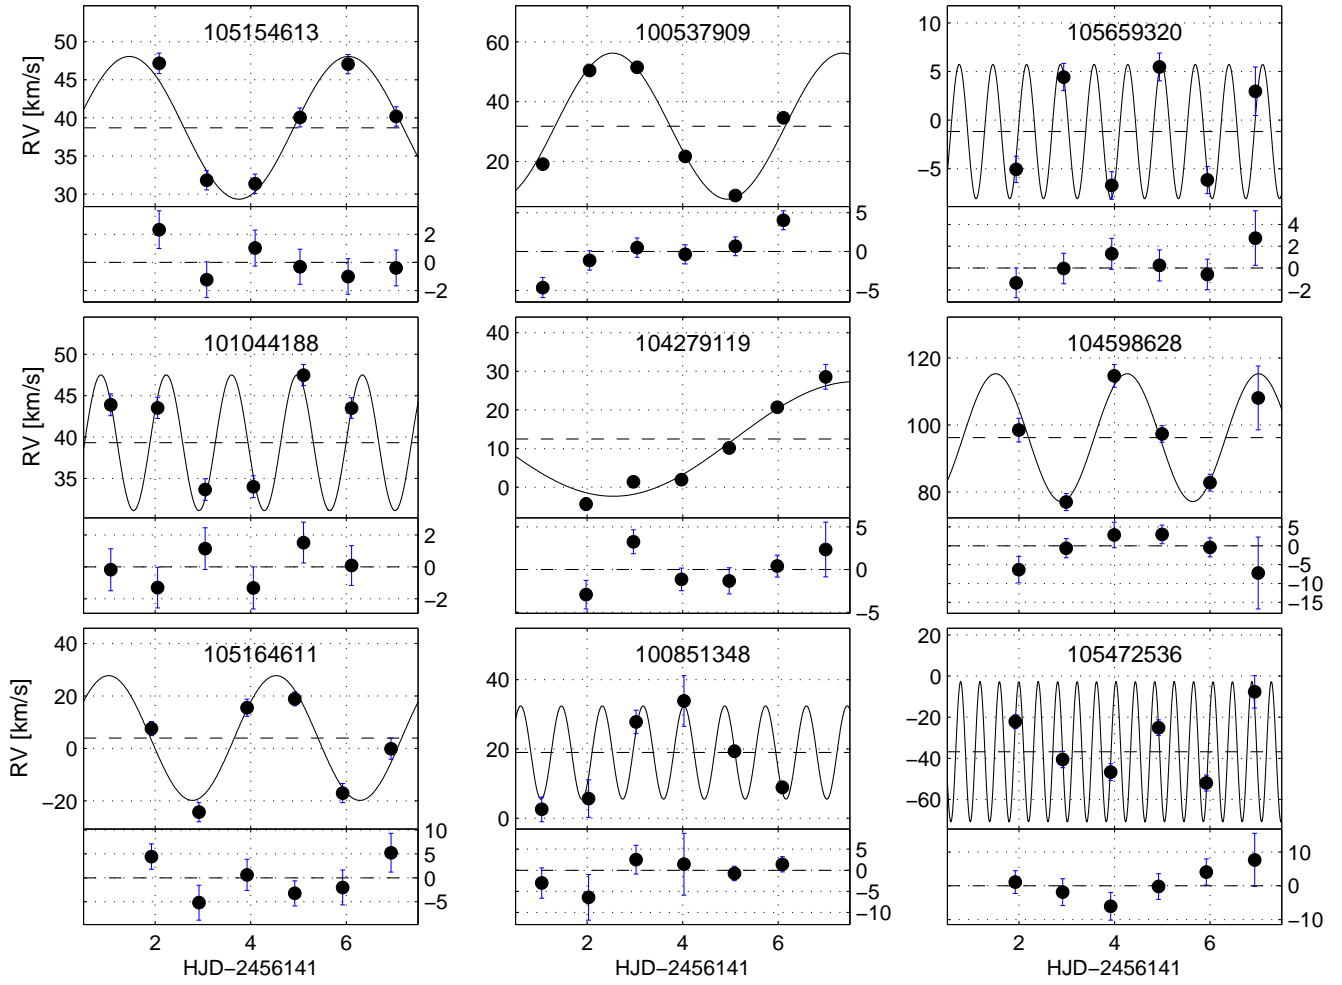 105154613 100537909 105659320
50 60 10
45 5
40 40 0
35 20 −5
30
RV [km/s]
2 5 4
0 0 2
−2 −5 0
−2
101044188 104279119 104598628
50 40 120
45 30 100
40 20 80
35 10
0
RV [km/s]
2 5 5
0 0 0
−2 −5 −5
−10
−15
105164611 100851348 105472536
40 40 20
20 20 0
0 0 −20
−20 −40
−60
RV [km/s]
10 5 10
5 0 0
0 −5 −10
−5 −10
2 4 6 2 4 6 2 4 6
HJD−2456141 HJD−2456141 HJD−2456141